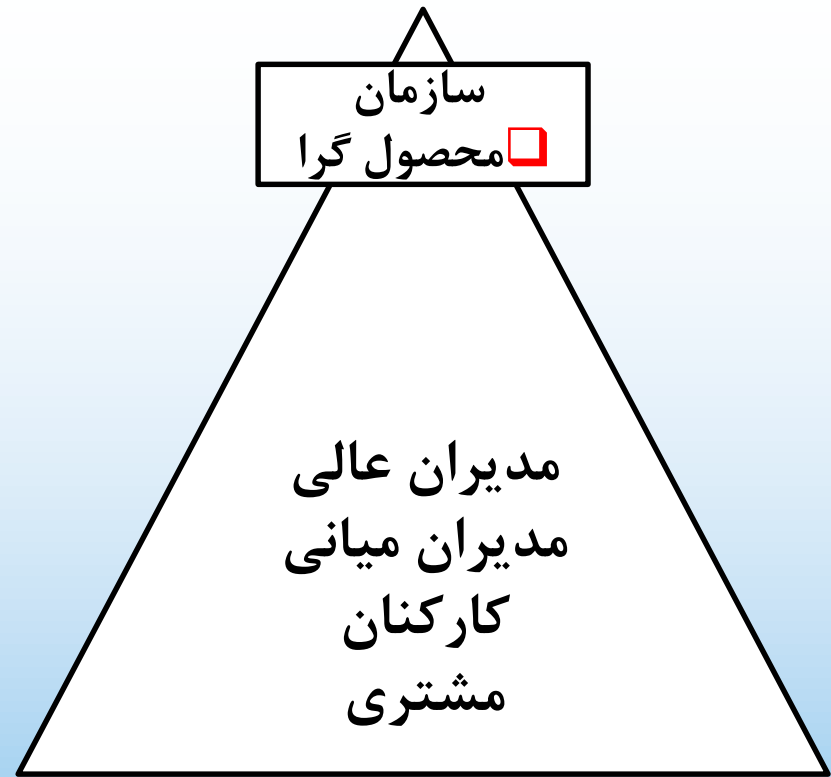 سازمان
❑محصول گرا
مدیران عالی
مدیران میانی
کارکنان
مشتری